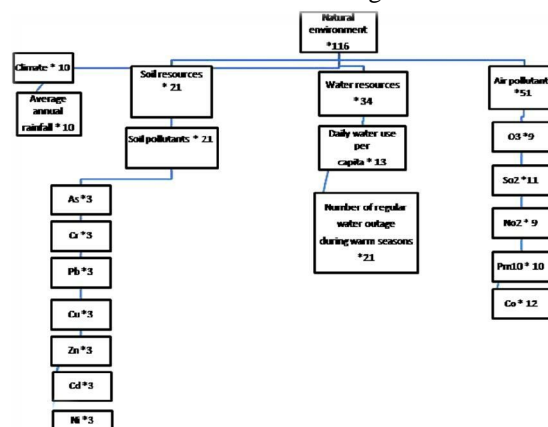 Natural
environment
*116
Climate * 10
Average
annual
rainfall * 10
Soil resources
* 21
Soil pollutants * 21
As *3
Cr *3
Pb *3
Cu *3
Zn *3
Cd *3
Ni *3
Water resources
* 34
Daily water use
per
capita * 13
Number of regular
water outage
during warm seasons
*21
Air pollutant
*51
O3 *9
So2 *11
No2 * 9
Pm10 * 10
Co * 12